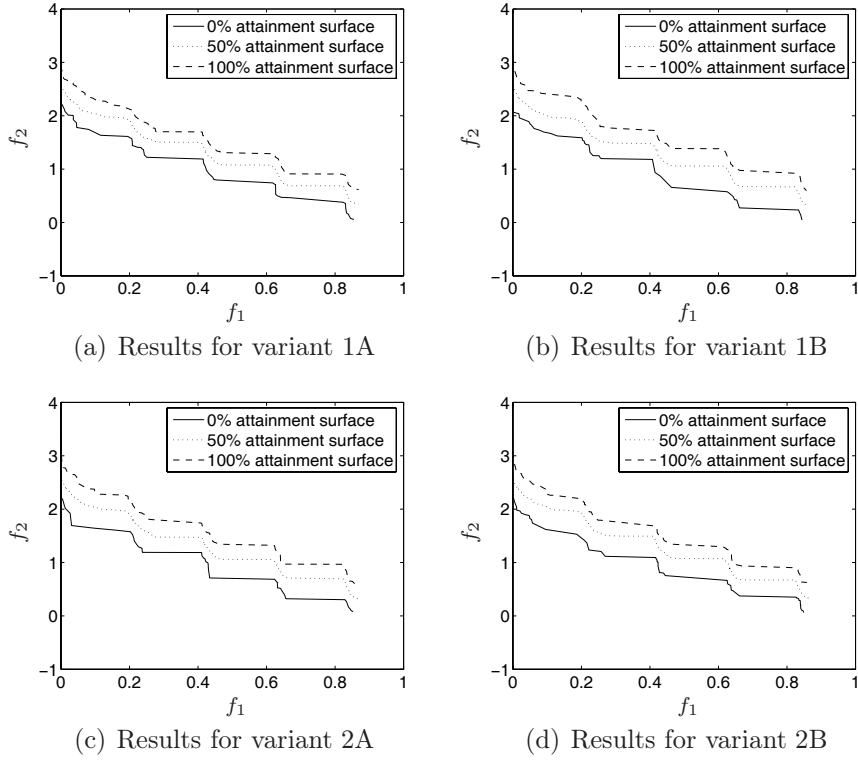 4
3
2
1
0
−1
0
0.2
0.4
0.6
0.8
1
f₂
f₁
0% attainment surface
50% attainment surface
100% attainment surface
(a) Results for variant 1A
4
3
2
1
0
−1
0
0.2
0.4
0.6
0.8
1
f₂
f₁
0% attainment surface
50% attainment surface
100% attainment surface
(b) Results for variant 1B
4
3
2
1
0
−1
0
0.2
0.4
0.6
0.8
1
f₂
f₁
0% attainment surface
50% attainment surface
100% attainment surface
(c) Results for variant 2A
4
3
2
1
0
−1
0
0.2
0.4
0.6
0.8
1
f₂
f₁
0% attainment surface
50% attainment surface
100% attainment surface
(d) Results for variant 2B